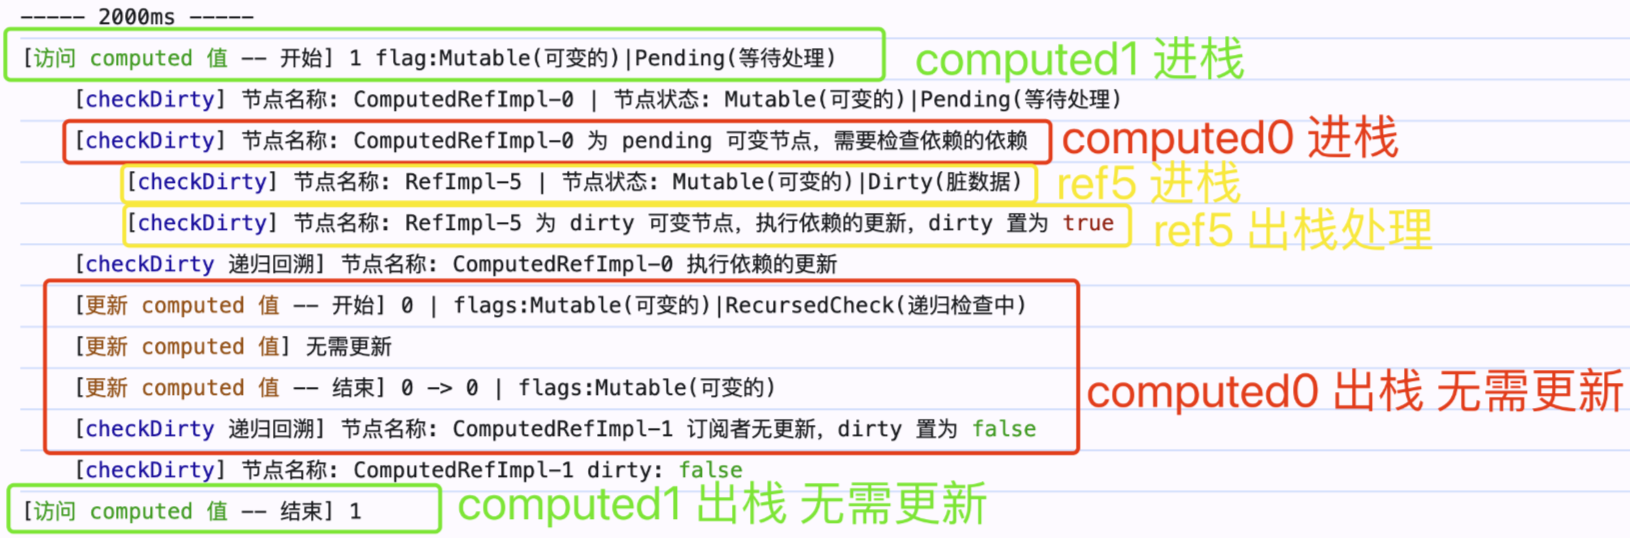 ----- 2000ms -----
[访问 computed 值 -- 开始] 1 flag:Mutable(可变的)|Pending(等待处理)
computed1 进栈
[checkDirty] 节点名称: ComputedRefImpl-0 | 节点状态: Mutable(可变的)|Pending(等待处理)
[checkDirty] 节点名称: ComputedRefImpl-0 为 pending 可变节点，需要检查依赖的依赖
computed0 进栈
[checkDirty] 节点名称: RefImpl-5 | 节点状态: Mutable(可变的)|Dirty(脏数据)
ref5 进栈
[checkDirty] 节点名称: RefImpl-5 为 dirty 可变节点，执行依赖的更新，dirty 置为 true
ref5 出栈处理
[checkDirty 递归回溯] 节点名称: ComputedRefImpl-0 执行依赖的更新
[更新 computed 值 -- 开始] 0 | flags:Mutable(可变的)|RecursedCheck(递归检查中)
[更新 computed 值] 无需更新
[更新 computed 值 -- 结束] 0 -> 0 | flags:Mutable(可变的)
computed0 出栈 无需更新
[checkDirty 递归回溯] 节点名称: ComputedRefImpl-1 订阅者无更新，dirty 置为 false
[checkDirty] 节点名称: ComputedRefImpl-1 dirty: false
[访问 computed 值 -- 结束] 1
computed1 出栈 无需更新